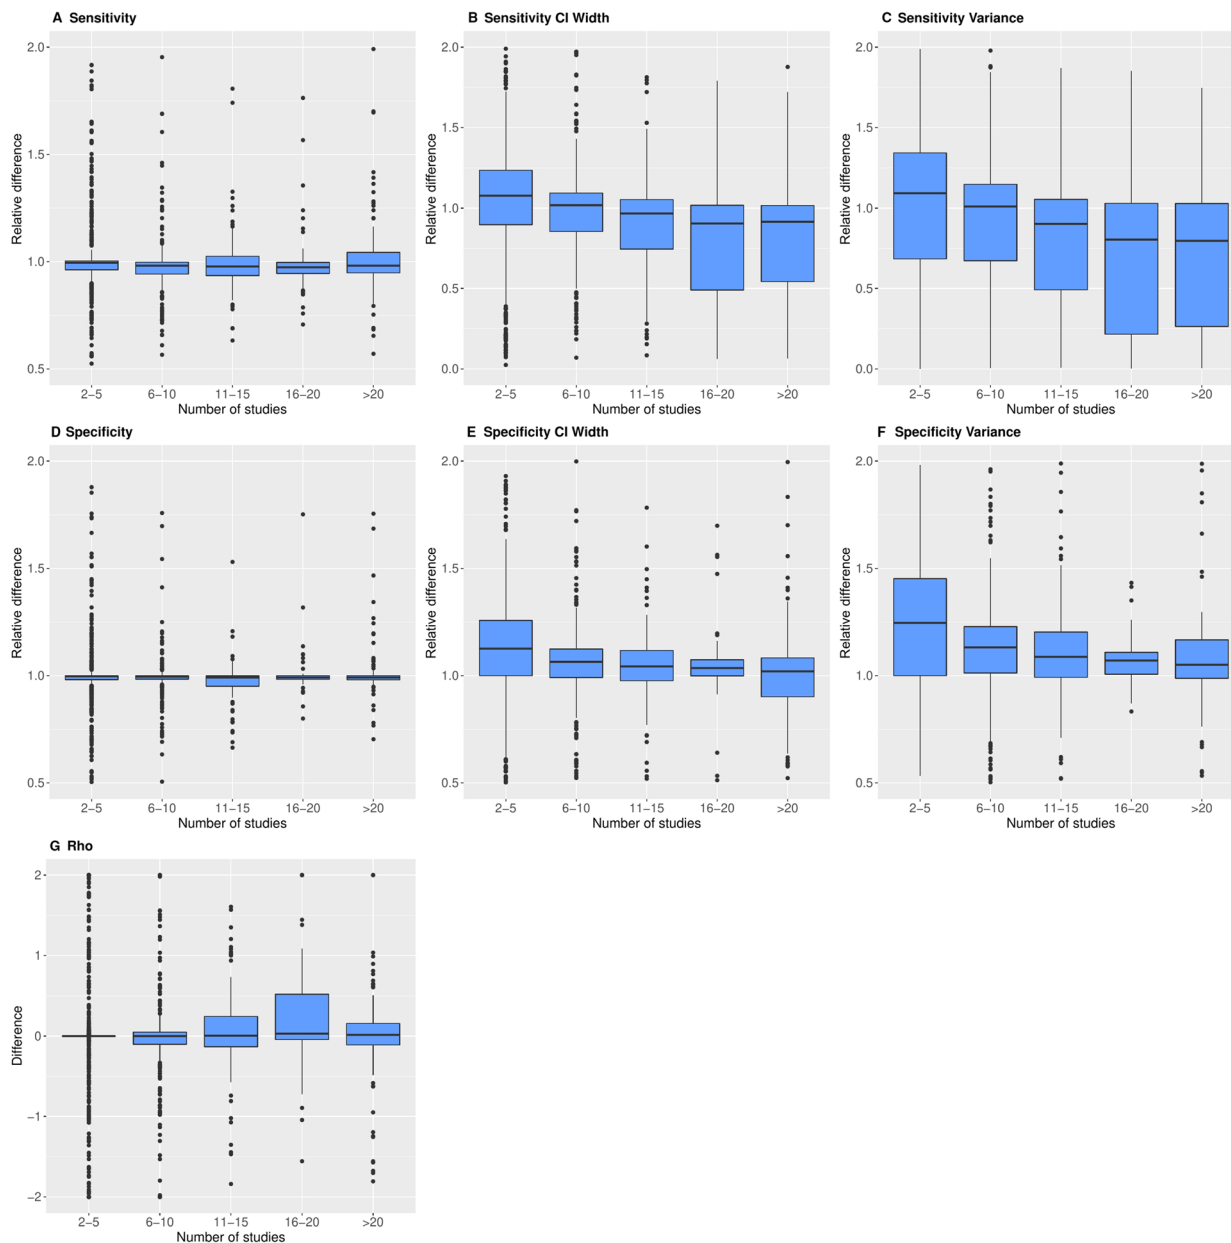 A Sensitivity
2.0
1.5
1.0
0.5
Relative difference
2−5 6−10 11−15 16−20 >20
Number of studies
B Sensitivity CI Width
2.0
1.5
1.0
0.5
0.0
Relative difference
2−5 6−10 11−15 16−20 >20
Number of studies
C Sensitivity Variance
2.0
1.5
1.0
0.5
0.0
Relative difference
2−5 6−10 11−15 16−20 >20
Number of studies
D Specificity
2.0
1.5
1.0
0.5
Relative difference
2−5 6−10 11−15 16−20 >20
Number of studies
E Specificity CI Width
2.0
1.5
1.0
0.5
Relative difference
2−5 6−10 11−15 16−20 >20
Number of studies
F Specificity Variance
2.0
1.5
1.0
0.5
Relative difference
2−5 6−10 11−15 16−20 >20
Number of studies
G Rho
2
1
0
−1
−2
Difference
2−5 6−10 11−15 16−20 >20
Number of studies